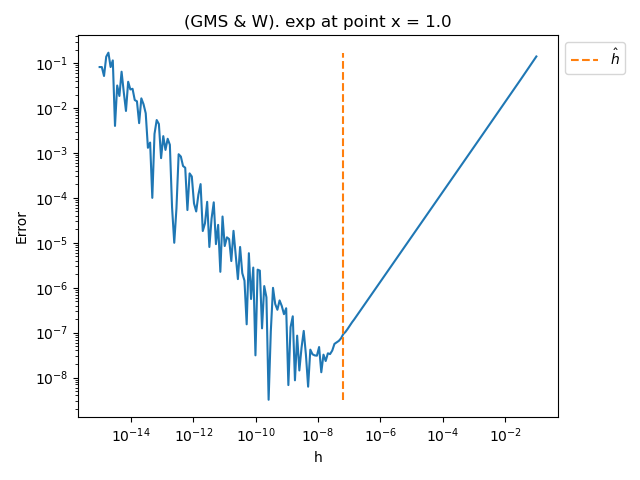 (GMS & W). exp at point x = 1.0
ĥ
Error
10⁻¹
10⁻²
10⁻³
10⁻⁴
10⁻⁵
10⁻⁶
10⁻⁷
10⁻⁸
10⁻¹⁴ 10⁻¹² 10⁻¹⁰ 10⁻⁸ 10⁻⁶ 10⁻⁴ 10⁻²
h